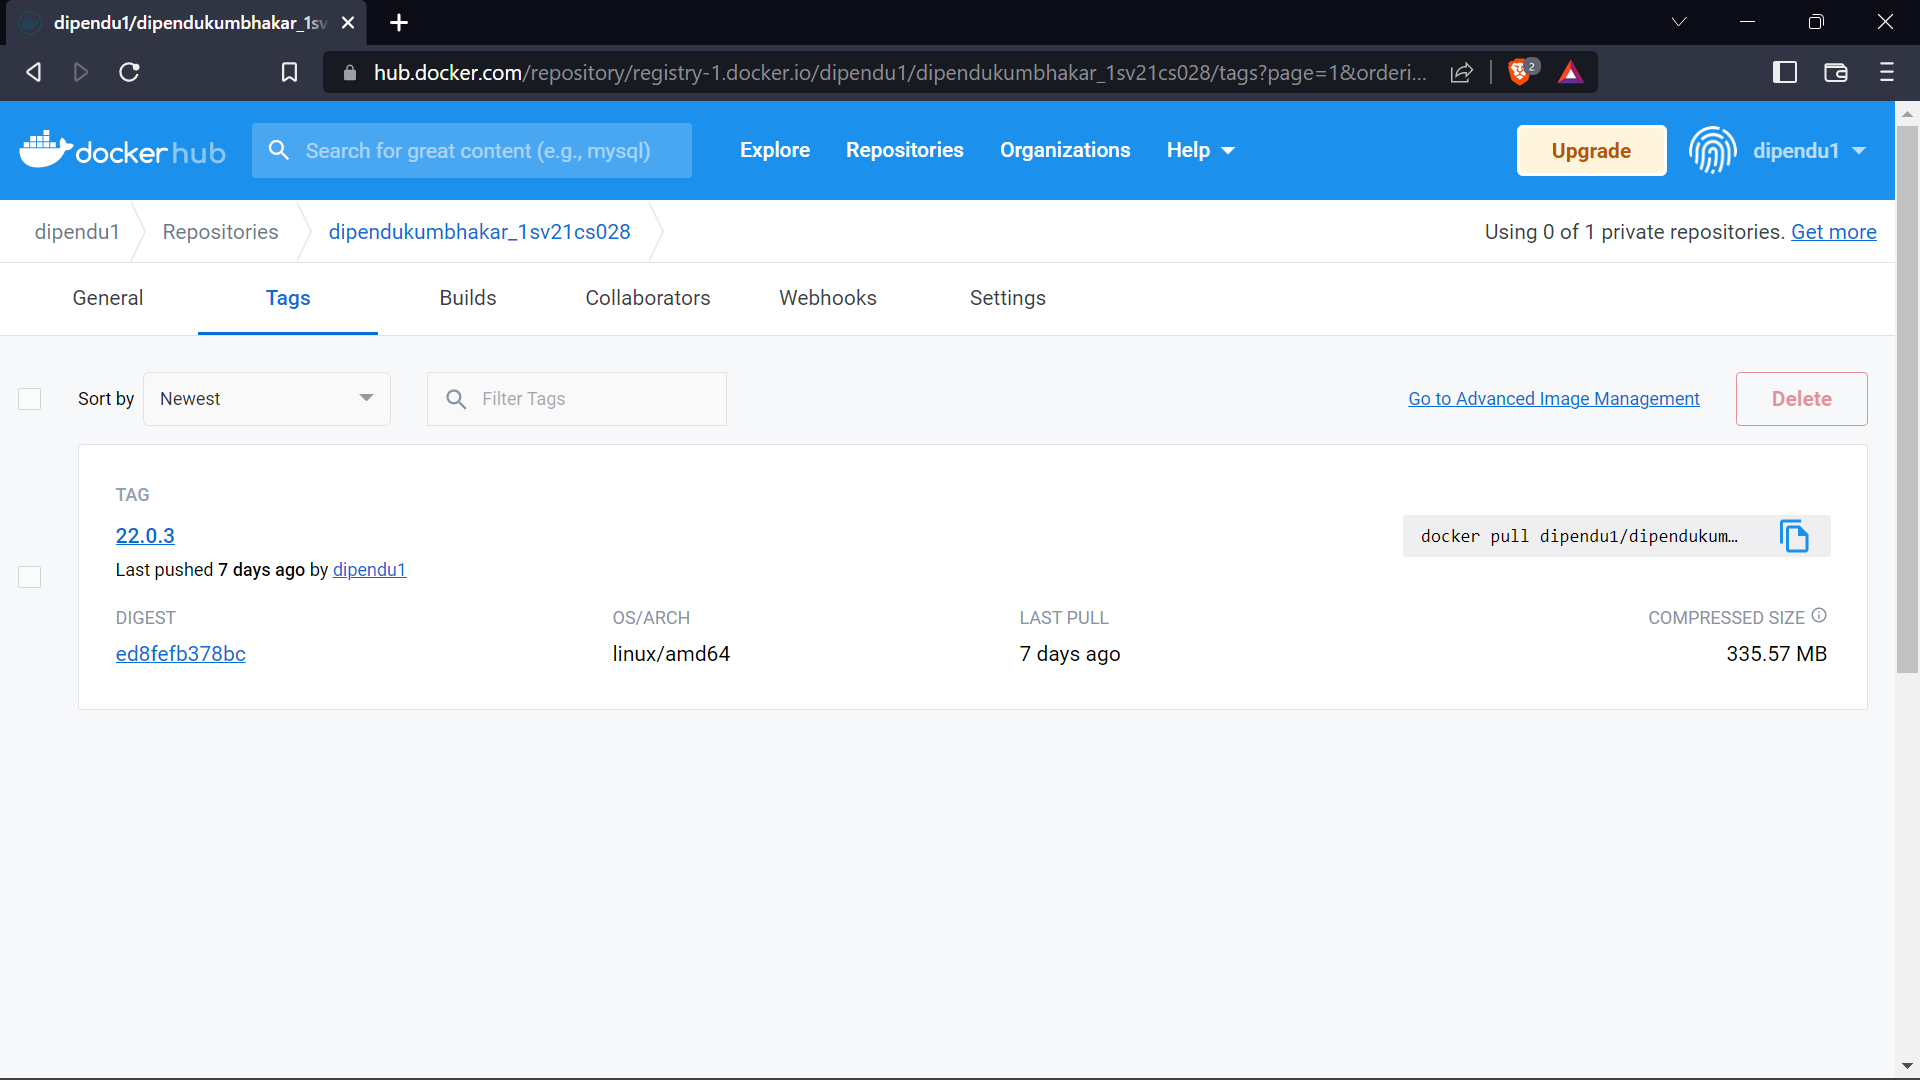 dipendu1/dipendukumbhakar_1sv
hub.docker.com/repository/registry-1.docker.io/dipendu1/dipendukumbhakar_1sv21cs028/tags?page=1&orderi...
2
docker hub
Search for great content (e.g., mysql)
Explore
Repositories
Organizations
Help
Upgrade
dipendu1
dipendu1
Repositories
dipendukumbhakar_1sv21cs028
Using 0 of 1 private repositories. Get more
General
Tags
Builds
Collaborators
Webhooks
Settings
Sort by
Newest
Filter Tags
Go to Advanced Image Management
Delete
TAG
22.0.3
docker pull dipendu1/dipendukum…
Last pushed 7 days ago by dipendu1
DIGEST
OS/ARCH
LAST PULL
COMPRESSED SIZE
ed8fefb378bc
linux/amd64
7 days ago
335.57 MB